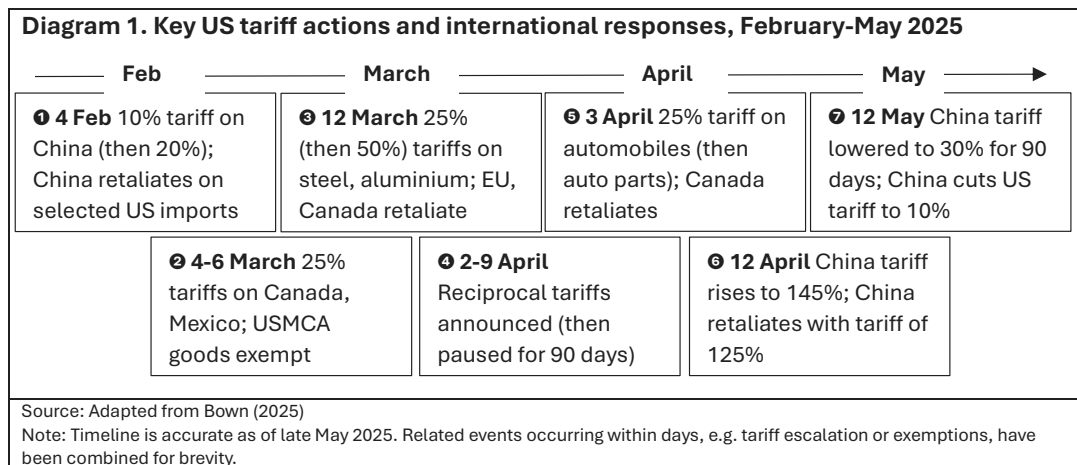 Diagram 1. Key US tariff actions and international responses, February-May 2025
Feb
March
April
May
❶ 4 Feb 10% tariff on
China (then 20%);
China retaliates on
selected US imports
❸ 12 March 25%
(then 50%) tariffs on
steel, aluminium; EU,
Canada retaliate
❺ 3 April 25% tariff on
automobiles (then
auto parts); Canada
retaliates
❼ 12 May China tariff
lowered to 30% for 90
days; China cuts US
tariff to 10%
❷ 4-6 March 25%
tariffs on Canada,
Mexico; USMCA
goods exempt
❹ 2-9 April
Reciprocal tariffs
announced (then
paused for 90 days)
❻ 12 April China tariff
rises to 145%; China
retaliates with tariff of
125%
Source: Adapted from Bown (2025)
Note: Timeline is accurate as of late May 2025. Related events occurring within days, e.g. tariff escalation or exemptions, have
been combined for brevity.